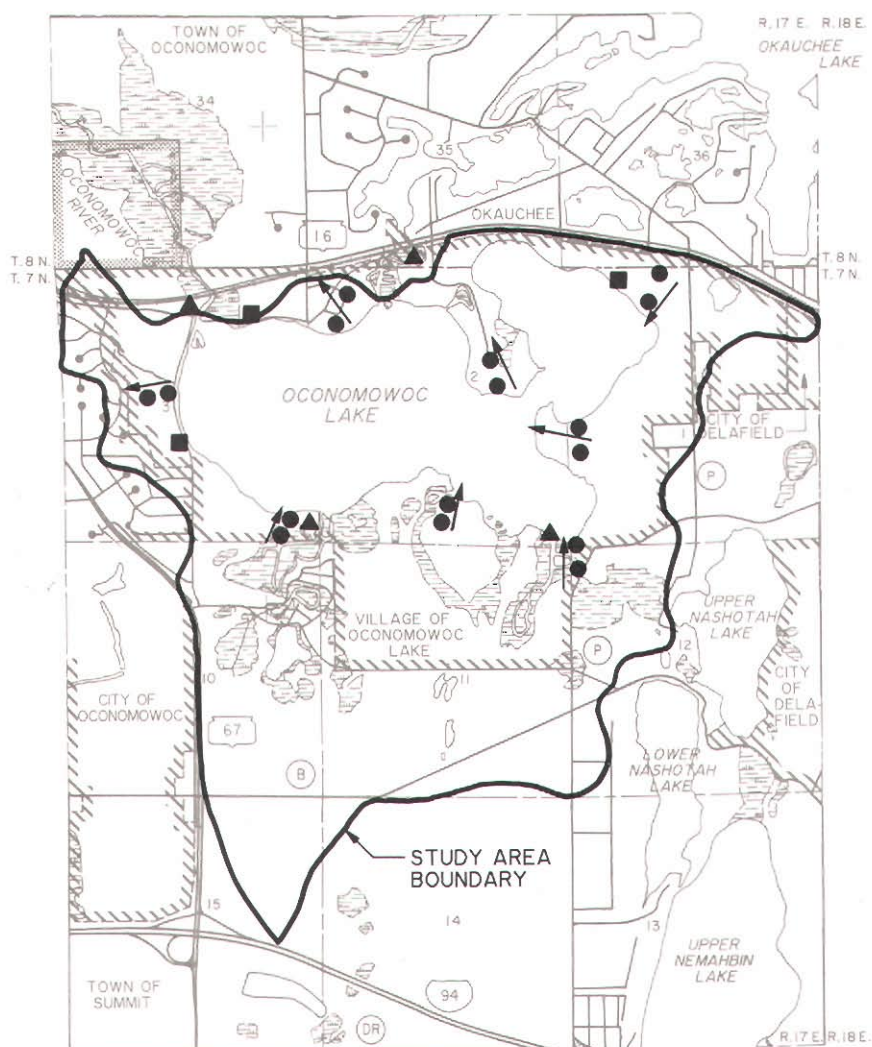 R. 17 E. R. 18 E.
TOWN OF
OCONOMOWOC
OKAUCHEE
LAKE
34
35
36
OCONOMOWOC
RIVER
16
OKAUCHEE
T. 8 N.
T. 7 N.
T. 8 N.
T. 7 N.
2
3
OCONOMOWOC
LAKE
1
CITY OF
DELAFIELD
P
VILLAGE OF
OCONOMOWOC
LAKE
UPPER
NASHOTAH
LAKE
P
12
10
11
CITY OF
OCONOMOWOC
CITY
OF
DELA-
FIELD
67
B
LOWER
NASHOTAH
LAKE
STUDY AREA
BOUNDARY
15
14
13
UPPER
NEMAHBIN
LAKE
TOWN OF
SUMMIT
94
DR
R. 17 E. R. 18 E.